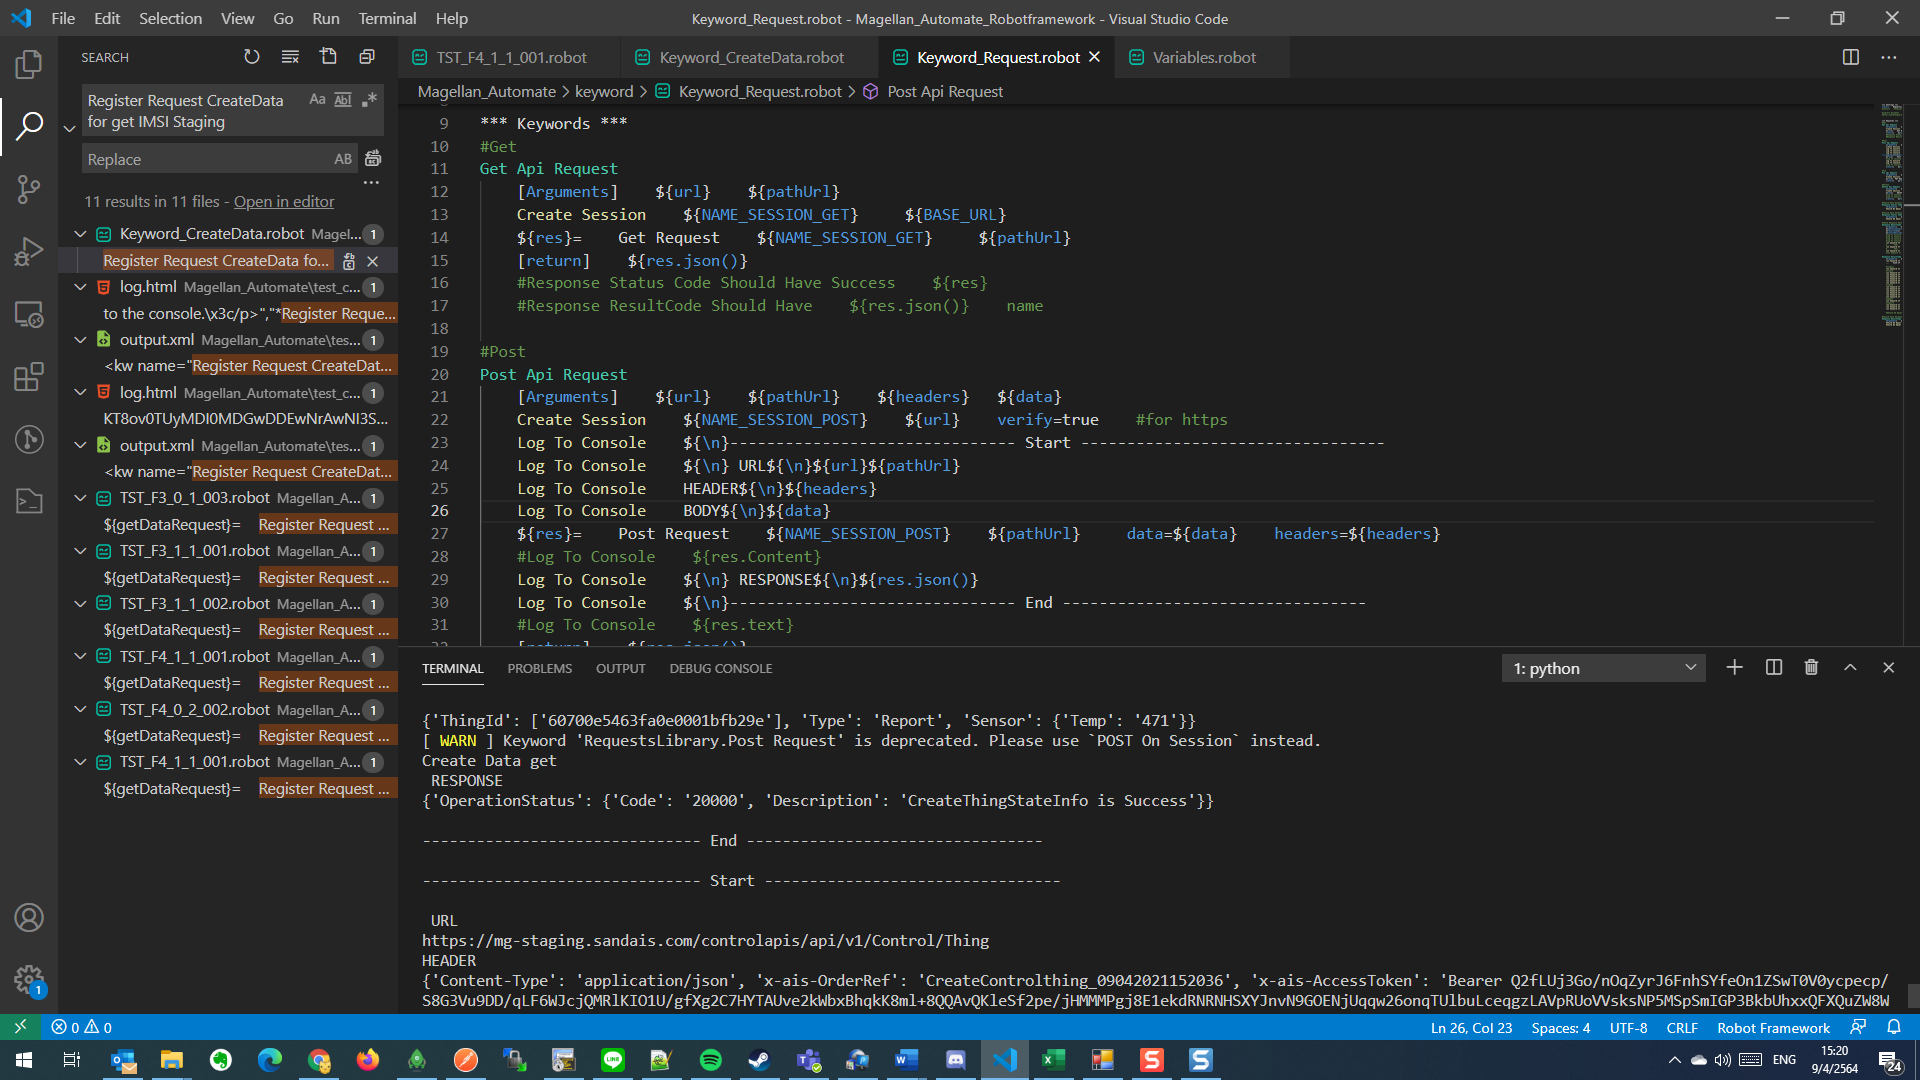 File Edit Selection View Go Run Terminal Help
Keyword_Request.robot - Magellan_Automate_Robotframework - Visual Studio Code
SEARCH
Register Request CreateData
for get IMSI Staging
Aa Abl .*
Replace
AB
11 results in 11 files - Open in editor
Keyword_CreateData.robot Magel... 1
Register Request CreateData fo...
log.html Magellan_Automate\test_c... 1
to the console.\x3c/p>","*Register Reque...
output.xml Magellan_Automate\tes... 1
<kw name="Register Request CreateDat...
log.html Magellan_Automate\test_c... 1
KT8ov0TUyMDI0MDGwDDEwNrAwNI3S...
output.xml Magellan_Automate\tes... 1
<kw name="Register Request CreateDat...
TST_F3_0_1_003.robot Magellan_A... 1
${getDataRequest}= Register Request ...
TST_F3_1_1_001.robot Magellan_A... 1
${getDataRequest}= Register Request ...
TST_F3_1_1_002.robot Magellan_A... 1
${getDataRequest}= Register Request ...
TST_F4_1_1_001.robot Magellan_A... 1
${getDataRequest}= Register Request ...
TST_F4_0_2_002.robot Magellan_A... 1
${getDataRequest}= Register Request ...
TST_F4_1_1_001.robot Magellan_A... 1
${getDataRequest}= Register Request ...
TST_F4_1_1_001.robot Keyword_CreateData.robot Keyword_Request.robot Variables.robot
Magellan_Automate > keyword > Keyword_Request.robot > Post Api Request
9 *** Keywords ***
10 #Get
11 Get Api Request
12 [Arguments] ${url} ${pathUrl}
13 Create Session ${NAME_SESSION_GET} ${BASE_URL}
14 ${res}= Get Request ${NAME_SESSION_GET} ${pathUrl}
15 [return] ${res.json()}
16 #Response Status Code Should Have Success ${res}
17 #Response ResultCode Should Have ${res.json()} name
18
19 #Post
20 Post Api Request
21 [Arguments] ${url} ${pathUrl} ${headers} ${data}
22 Create Session ${NAME_SESSION_POST} ${url} verify=true #for https
23 Log To Console ${\n}------------------------------- Start ---------------------------------
24 Log To Console ${\n} URL${\n}${url}${pathUrl}
25 Log To Console HEADER${\n}${headers}
26 Log To Console BODY${\n}${data}
27 ${res}= Post Request ${NAME_SESSION_POST} ${pathUrl} data=${data} headers=${headers}
28 #Log To Console ${res.Content}
29 Log To Console ${\n} RESPONSE${\n}${res.json()}
30 Log To Console ${\n}------------------------------- End ---------------------------------
31 #Log To Console ${res.text}
32 [return] ${res.json()}
TERMINAL PROBLEMS OUTPUT DEBUG CONSOLE
1: python
{'ThingId': ['60700e5463fa0e0001bfb29e'], 'Type': 'Report', 'Sensor': {'Temp': '471'}}
[ WARN ] Keyword 'RequestsLibrary.Post Request' is deprecated. Please use `POST On Session` instead.
Create Data get
RESPONSE
{'OperationStatus': {'Code': '20000', 'Description': 'CreateThingStateInfo is Success'}}
------------------------------ End --------------------------------
------------------------------ Start --------------------------------
URL
https://mg-staging.sandais.com/controlapis/api/v1/Control/Thing
HEADER
{'Content-Type': 'application/json', 'x-ais-OrderRef': 'CreateControlthing_09042021152036', 'x-ais-AccessToken': 'Bearer Q2fLUj3Go/nOqZyrJ6FnhSYfeOn1ZSwT0V0ycpecp/
S8G3Vu9DD/qLF6WJcjQMRlKIO1U/gfXg2C7HYTAUve2kWbxBhqkK8ml+8QQAvQKleSf2pe/jHMMMPgj8E1ekdRNRNHSXYJnvN9GOENjUqqw26onqTUlbuLceqgzLAVpRUoVVsksNP5MSpSmIGP3BkbUhxxQFXQuZW8W
1
0 0
Ln 26, Col 23 Spaces: 4 UTF-8 CRLF Robot Framework
ENG
15:20
9/4/2564
24